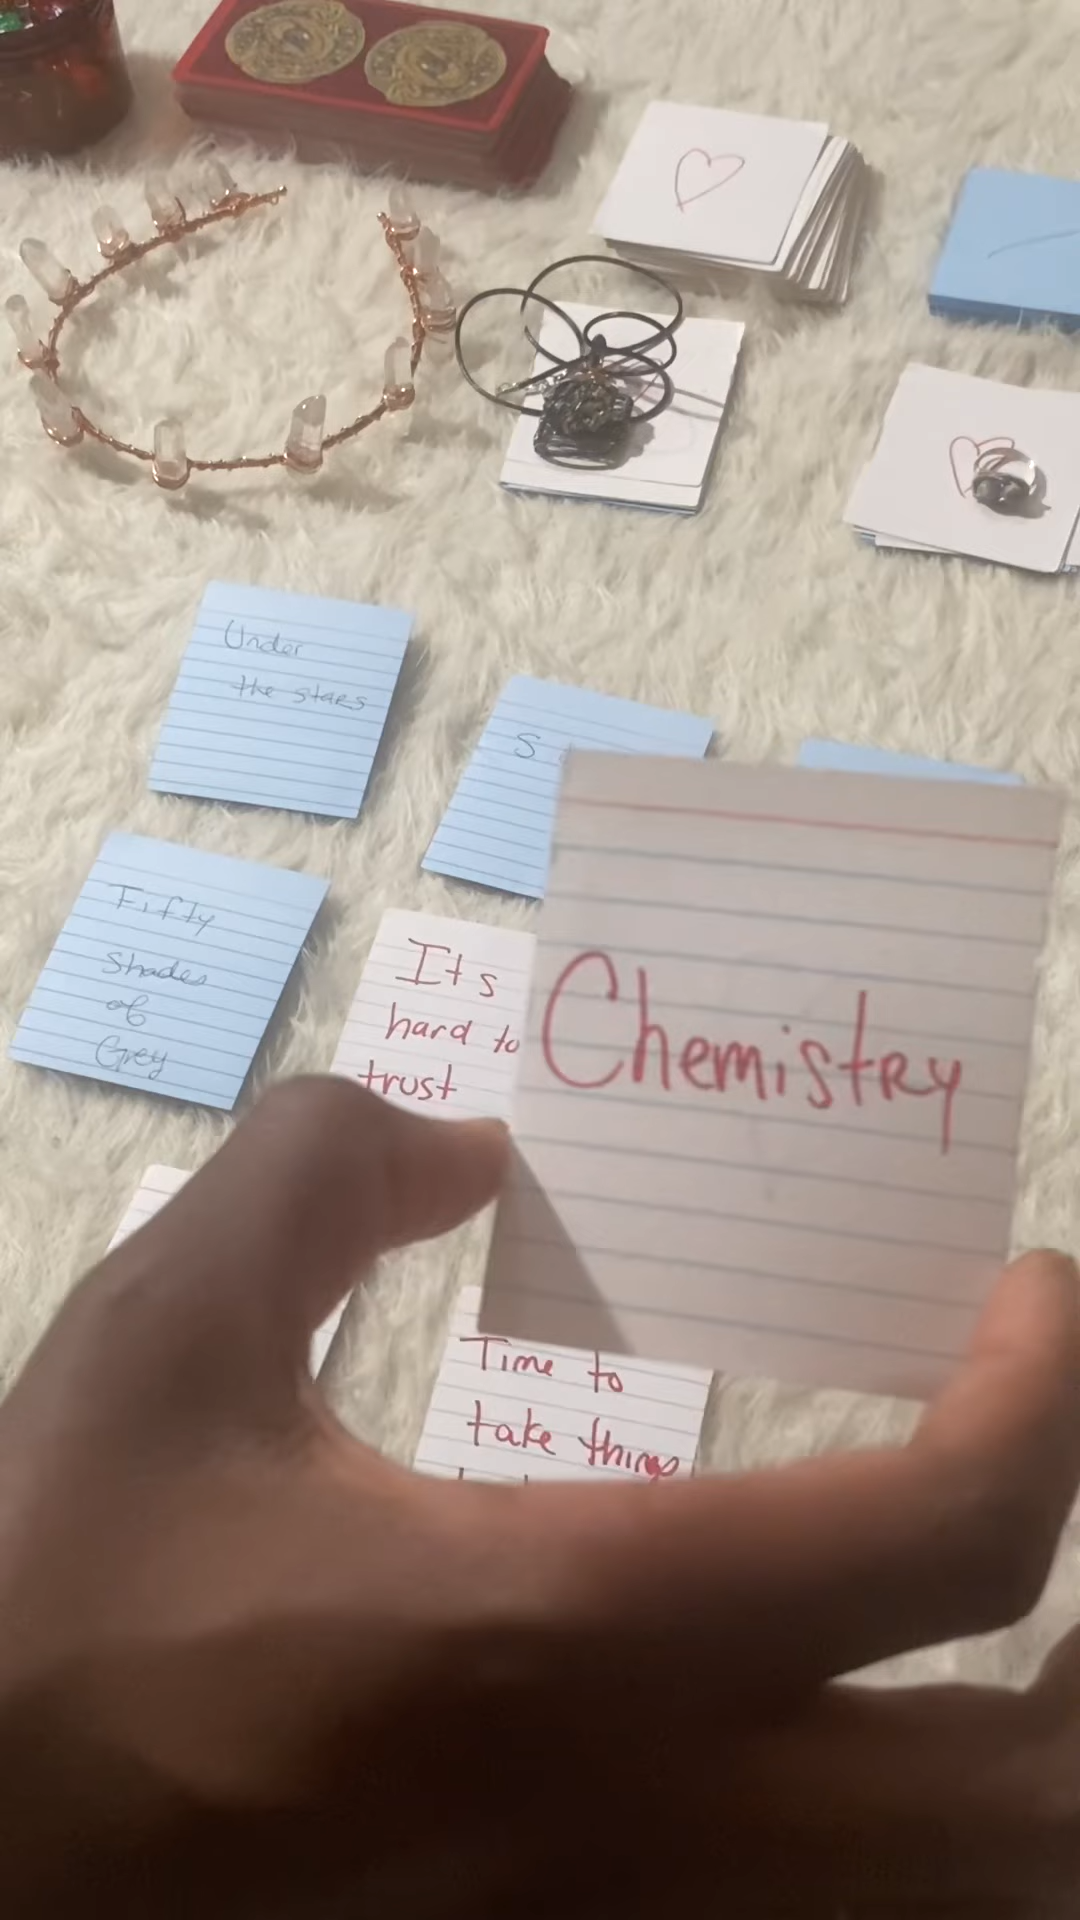 Under
the stars
S
Fifty
Shades
of
Grey
Its
hard to
trust
Chemistry
Time to
take things